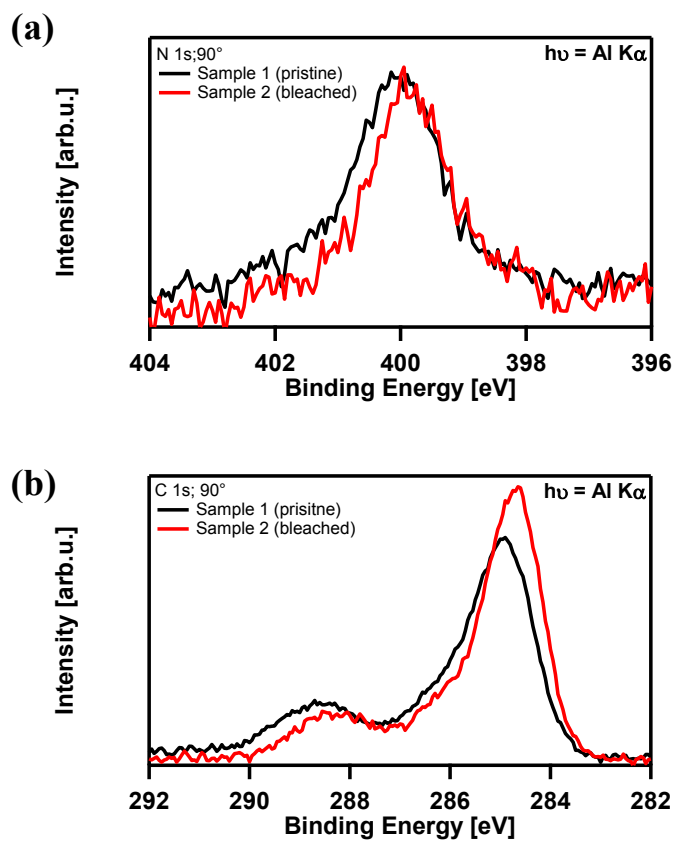 (a)
N 1s;90°
hυ = Al Kα
Sample 1 (pristine)
Sample 2 (bleached)
Intensity [arb.u.]
404 402 400 398 396
Binding Energy [eV]
(b)
C 1s; 90°
hυ = Al Kα
Sample 1 (prisitne)
Sample 2 (bleached)
Intensity [arb.u.]
292 290 288 286 284 282
Binding Energy [eV]